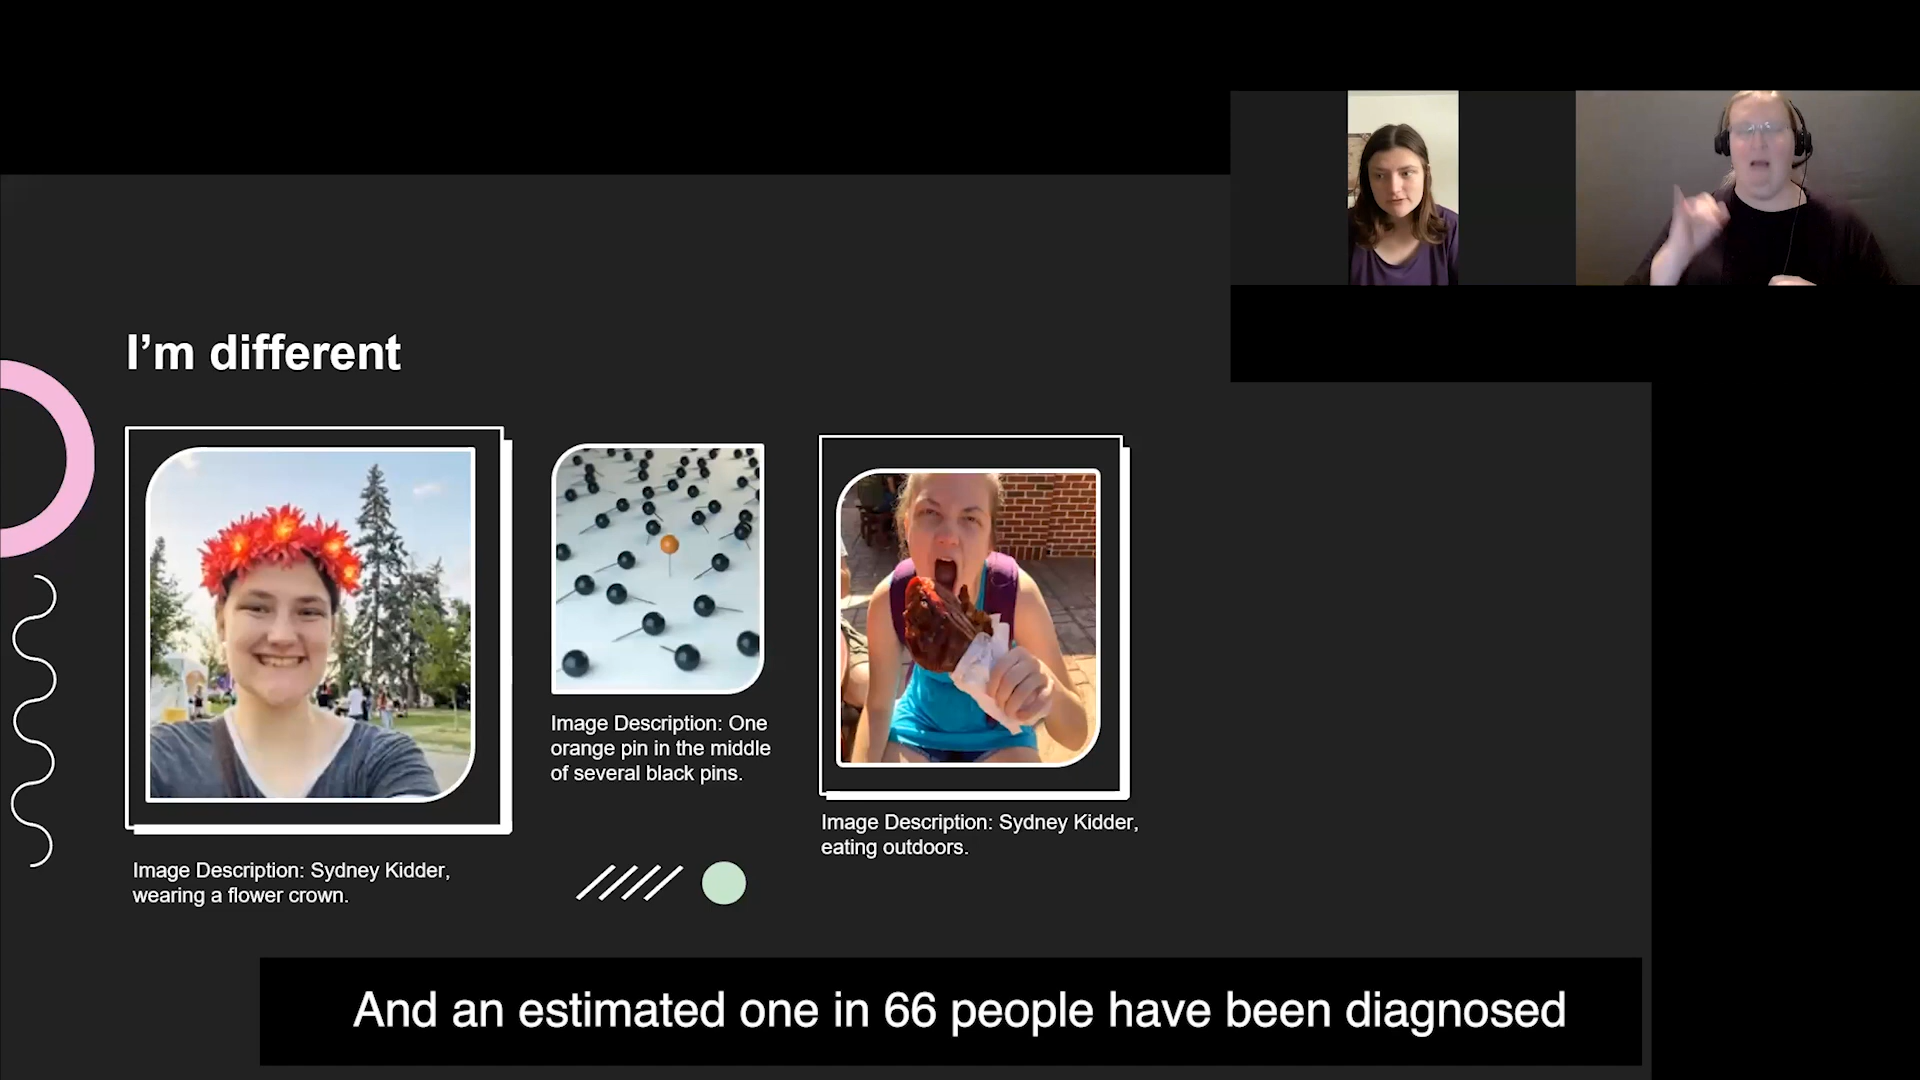 I’m different
Image Description: Sydney Kidder,
wearing a flower crown.
Image Description: One
orange pin in the middle
of several black pins.
Image Description: Sydney Kidder,
eating outdoors.
And an estimated one in 66 people have been diagnosed